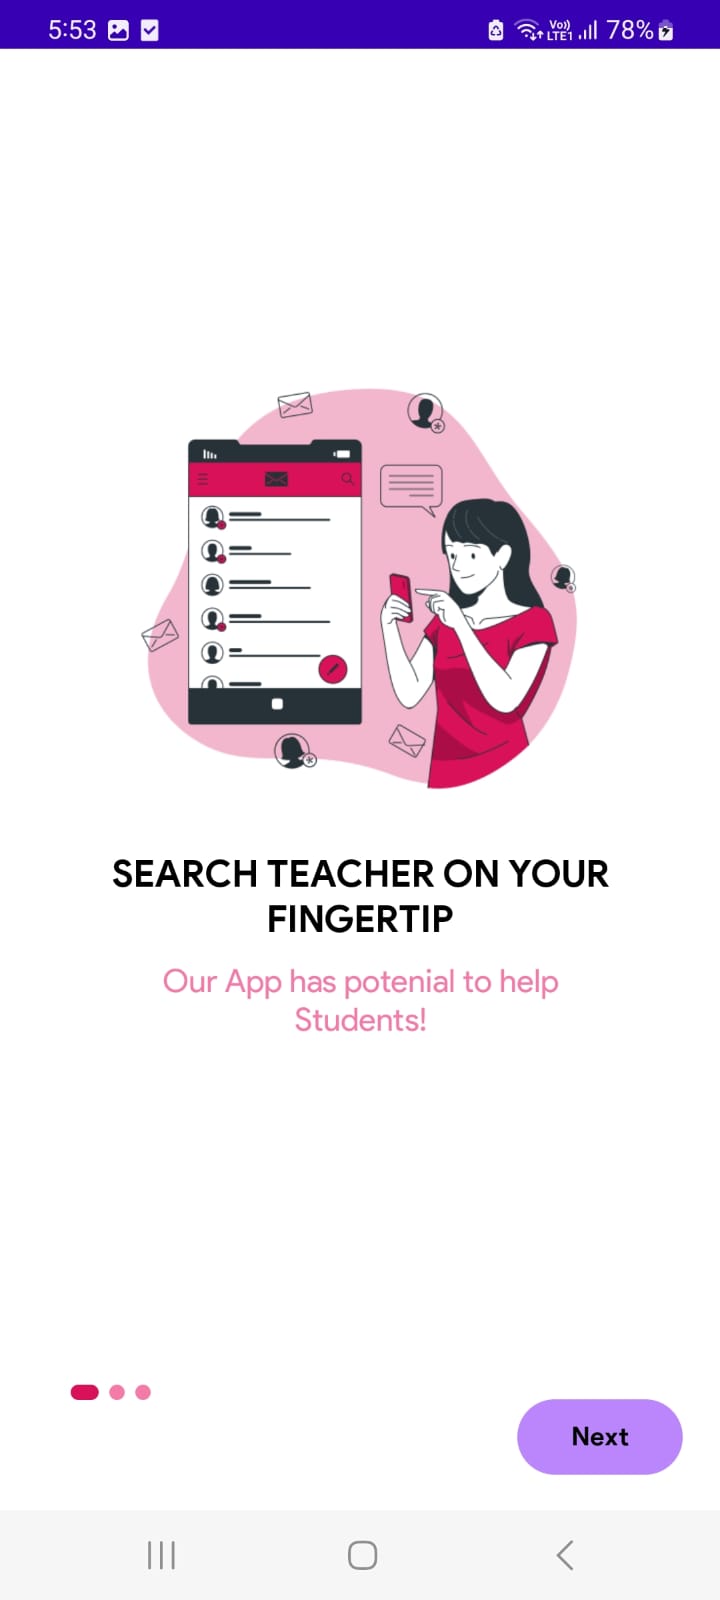 5:53 Vo)) LTE1 78%
SEARCH TEACHER ON YOUR
FINGERTIP
Our App has potenial to help
Students!
Next